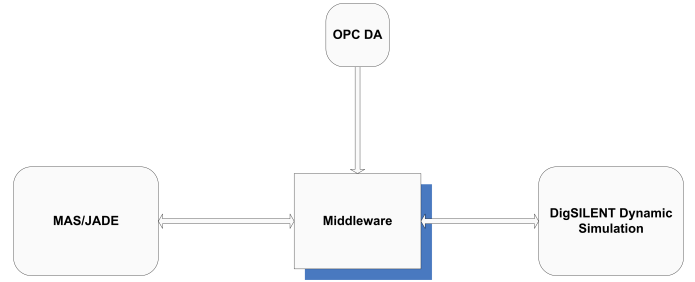 OPC DA
MAS/JADE
Middleware
DigSILENT Dynamic
Simulation